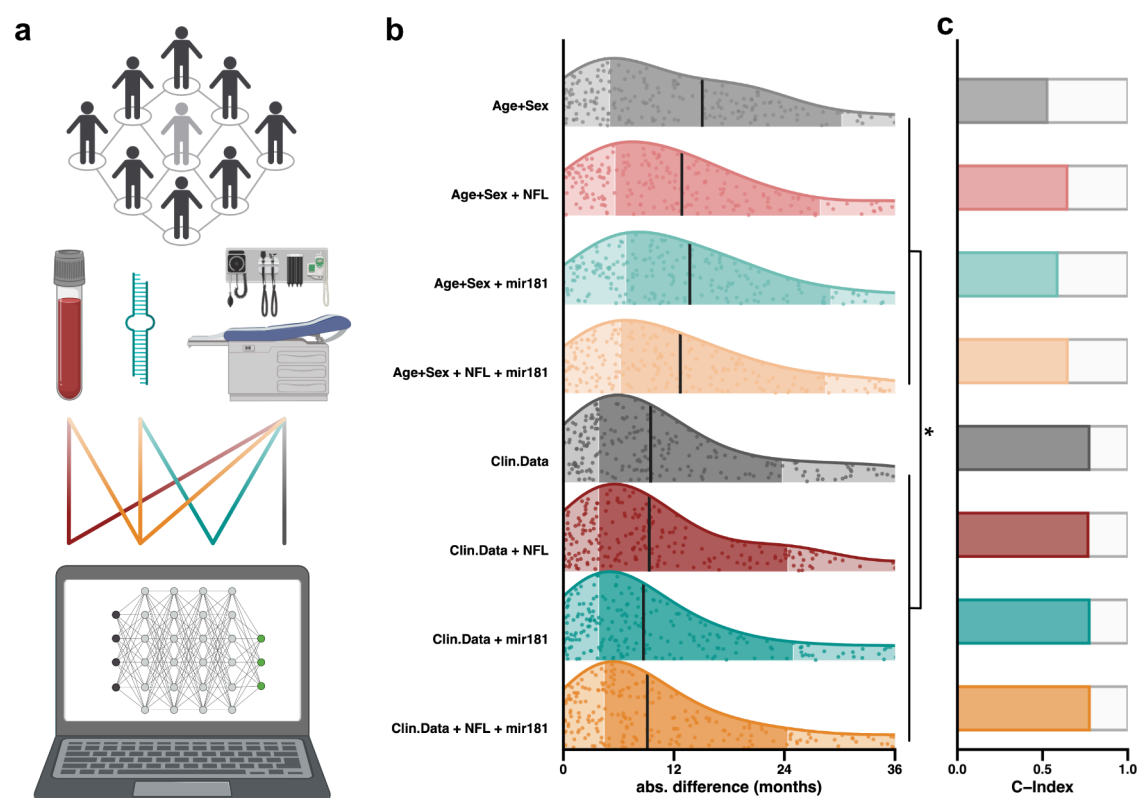 a
b
c
Age+Sex
Age+Sex + NFL
Age+Sex + mir181
Age+Sex + NFL + mir181
Clin.Data
Clin.Data + NFL
Clin.Data + mir181
Clin.Data + NFL + mir181
*
0 12 24 36
abs. difference (months)
0.0 0.5 1.0
C−Index